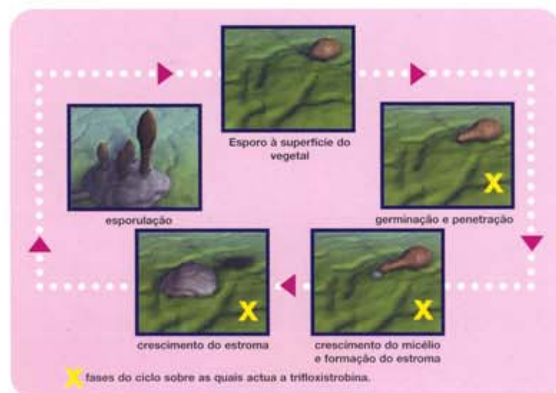 Esporo à superfície do
vegetal
esporulação
germinação e penetração
X
crescimento do estroma
X
crescimento do micélio
e formação do estroma
X
X fases do ciclo sobre as quais actua a trifloxistrobina.